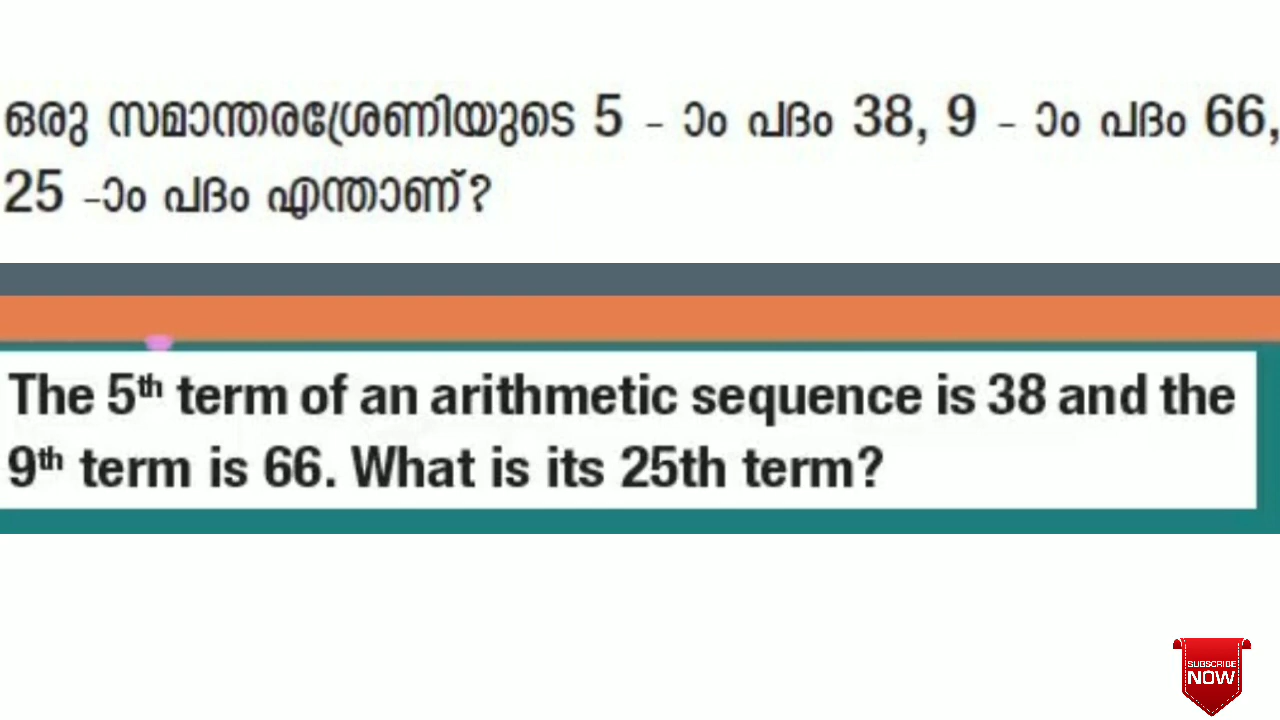 ഒരു സമാന്തരശ്രേണിയുടെ 5 - ാം പദം 38, 9 - ാം പദം 66,
25 -ാം പദം എന്താണ്?
The 5th term of an arithmetic sequence is 38 and the
9th term is 66. What is its 25th term?
SUBSCRIBE
NOW